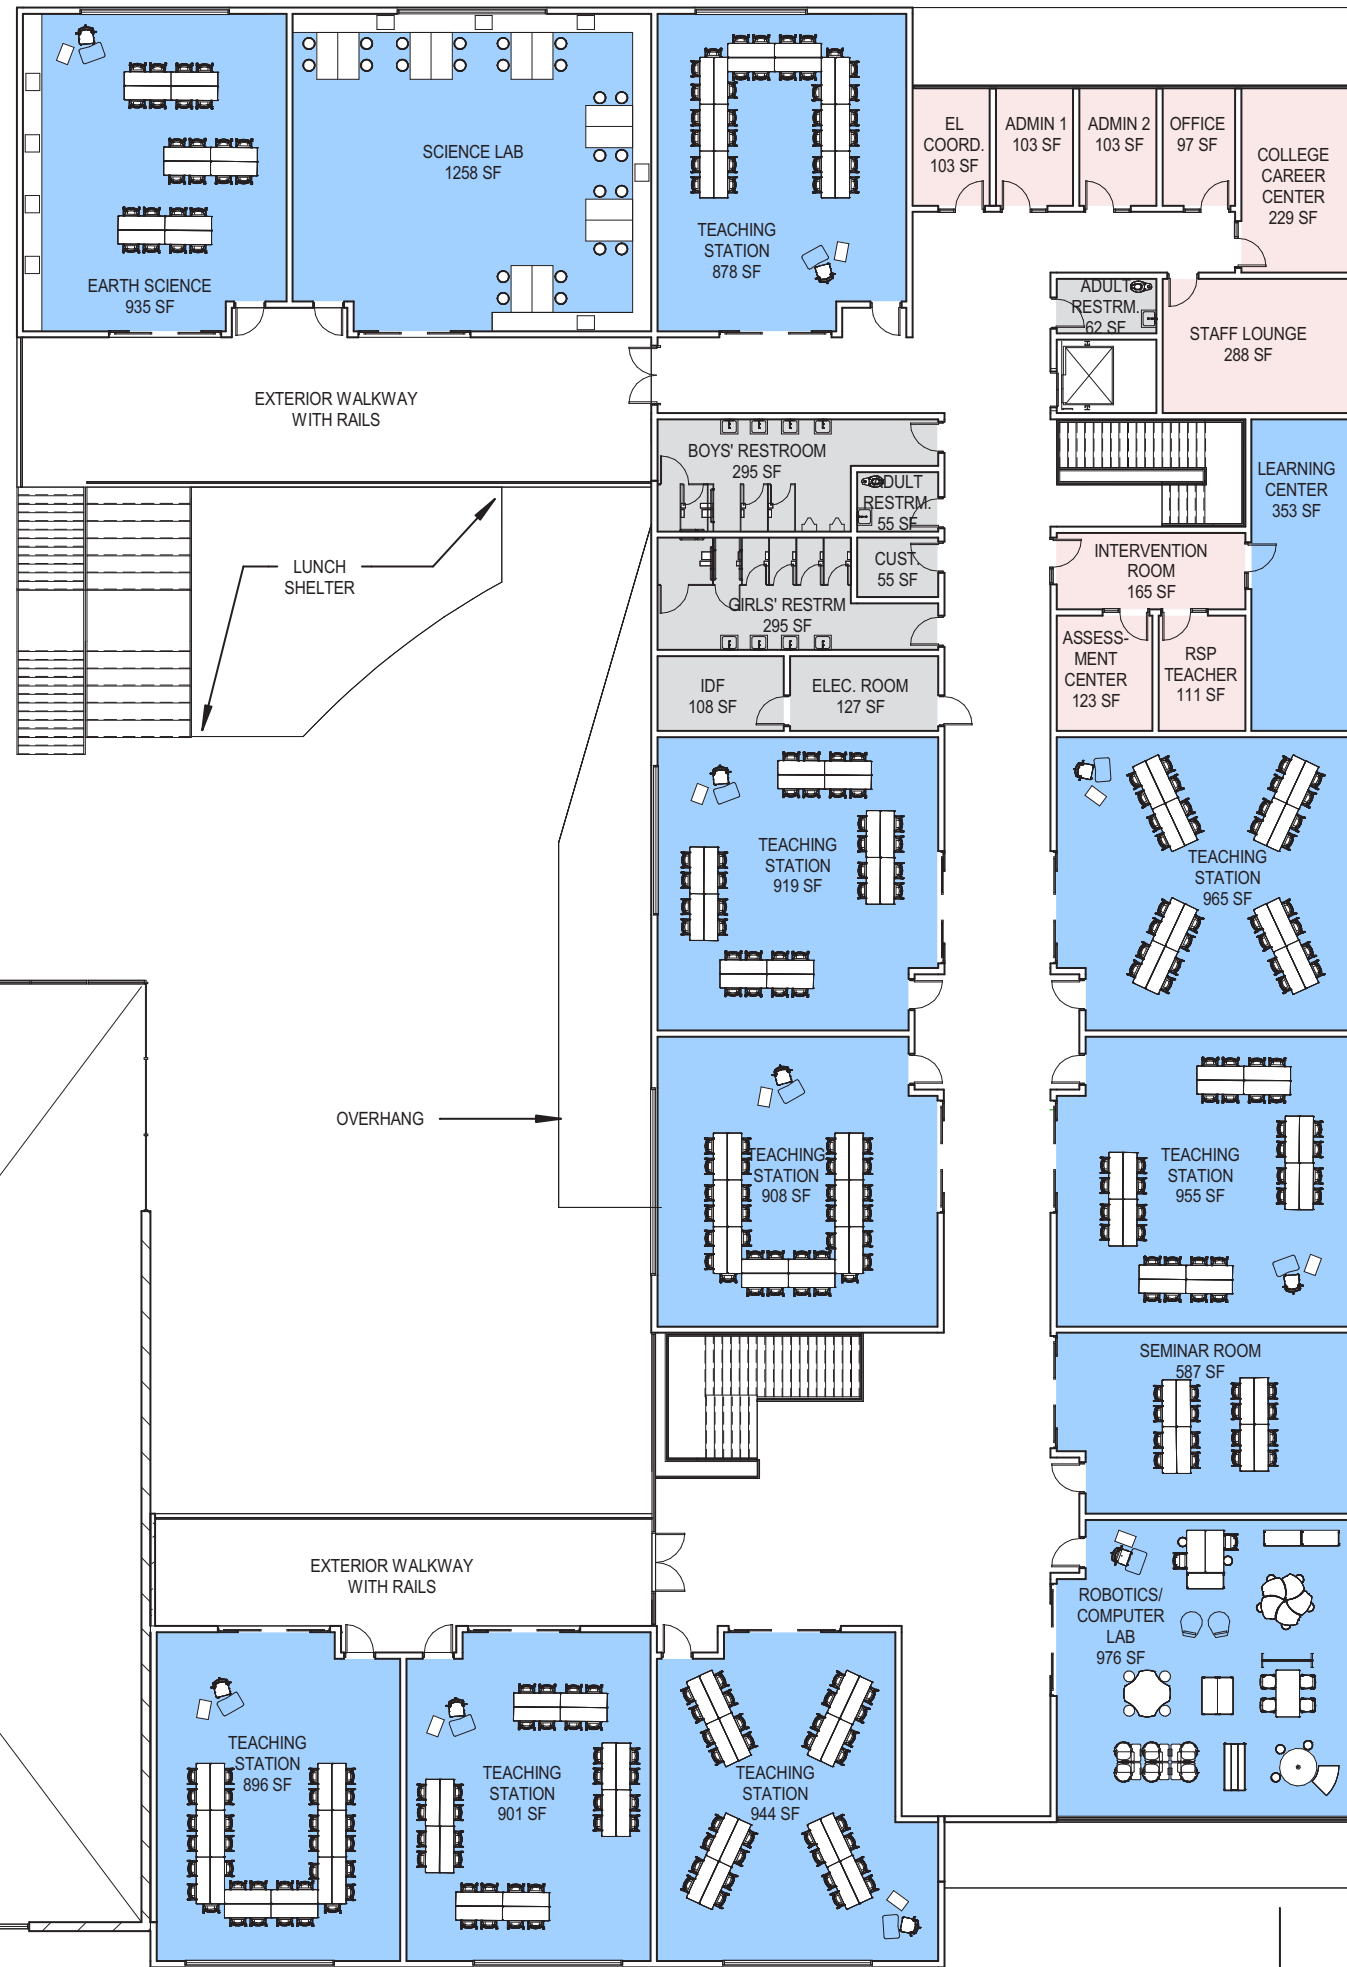 EL
COORD.
103 SF
ADMIN 1
103 SF
ADMIN 2
103 SF
OFFICE
97 SF
COLLEGE
CAREER
CENTER
229 SF
SCIENCE LAB
1258 SF
TEACHING
STATION
878 SF
EARTH SCIENCE
935 SF
ADULT
RESTRM.
62 SF
STAFF LOUNGE
288 SF
EXTERIOR WALKWAY
WITH RAILS
BOYS' RESTROOM
295 SF
ADULT
RESTRM.
55 SF
LEARNING
CENTER
353 SF
LUNCH
SHELTER
CUST.
55 SF
INTERVENTION
ROOM
165 SF
GIRLS' RESTRM
295 SF
ASSESS-
MENT
CENTER
123 SF
RSP
TEACHER
111 SF
IDF
108 SF
ELEC. ROOM
127 SF
TEACHING
STATION
919 SF
TEACHING
STATION
965 SF
OVERHANG
TEACHING
STATION
908 SF
TEACHING
STATION
955 SF
SEMINAR ROOM
587 SF
EXTERIOR WALKWAY
WITH RAILS
ROBOTICS/
COMPUTER
LAB
976 SF
TEACHING
STATION
896 SF
TEACHING
STATION
901 SF
TEACHING
STATION
944 SF